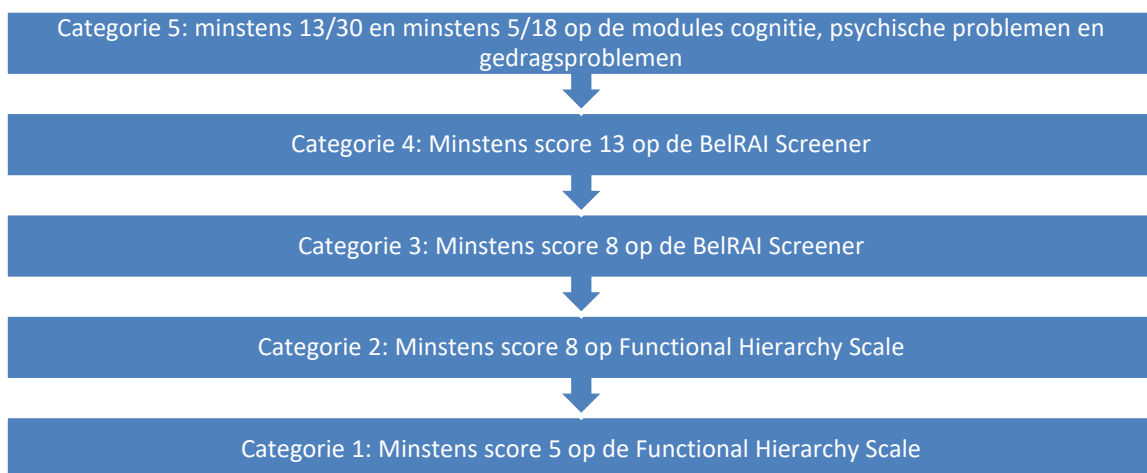 Categorie 5: minstens 13/30 en minstens 5/18 op de modules cognitie, psychische problemen en
gedragsproblemen
Categorie 4: Minstens score 13 op de BelRAI Screener
Categorie 3: Minstens score 8 op de BelRAI Screener
Categorie 2: Minstens score 8 op Functional Hierarchy Scale
Categorie 1: Minstens score 5 op de Functional Hierarchy Scale